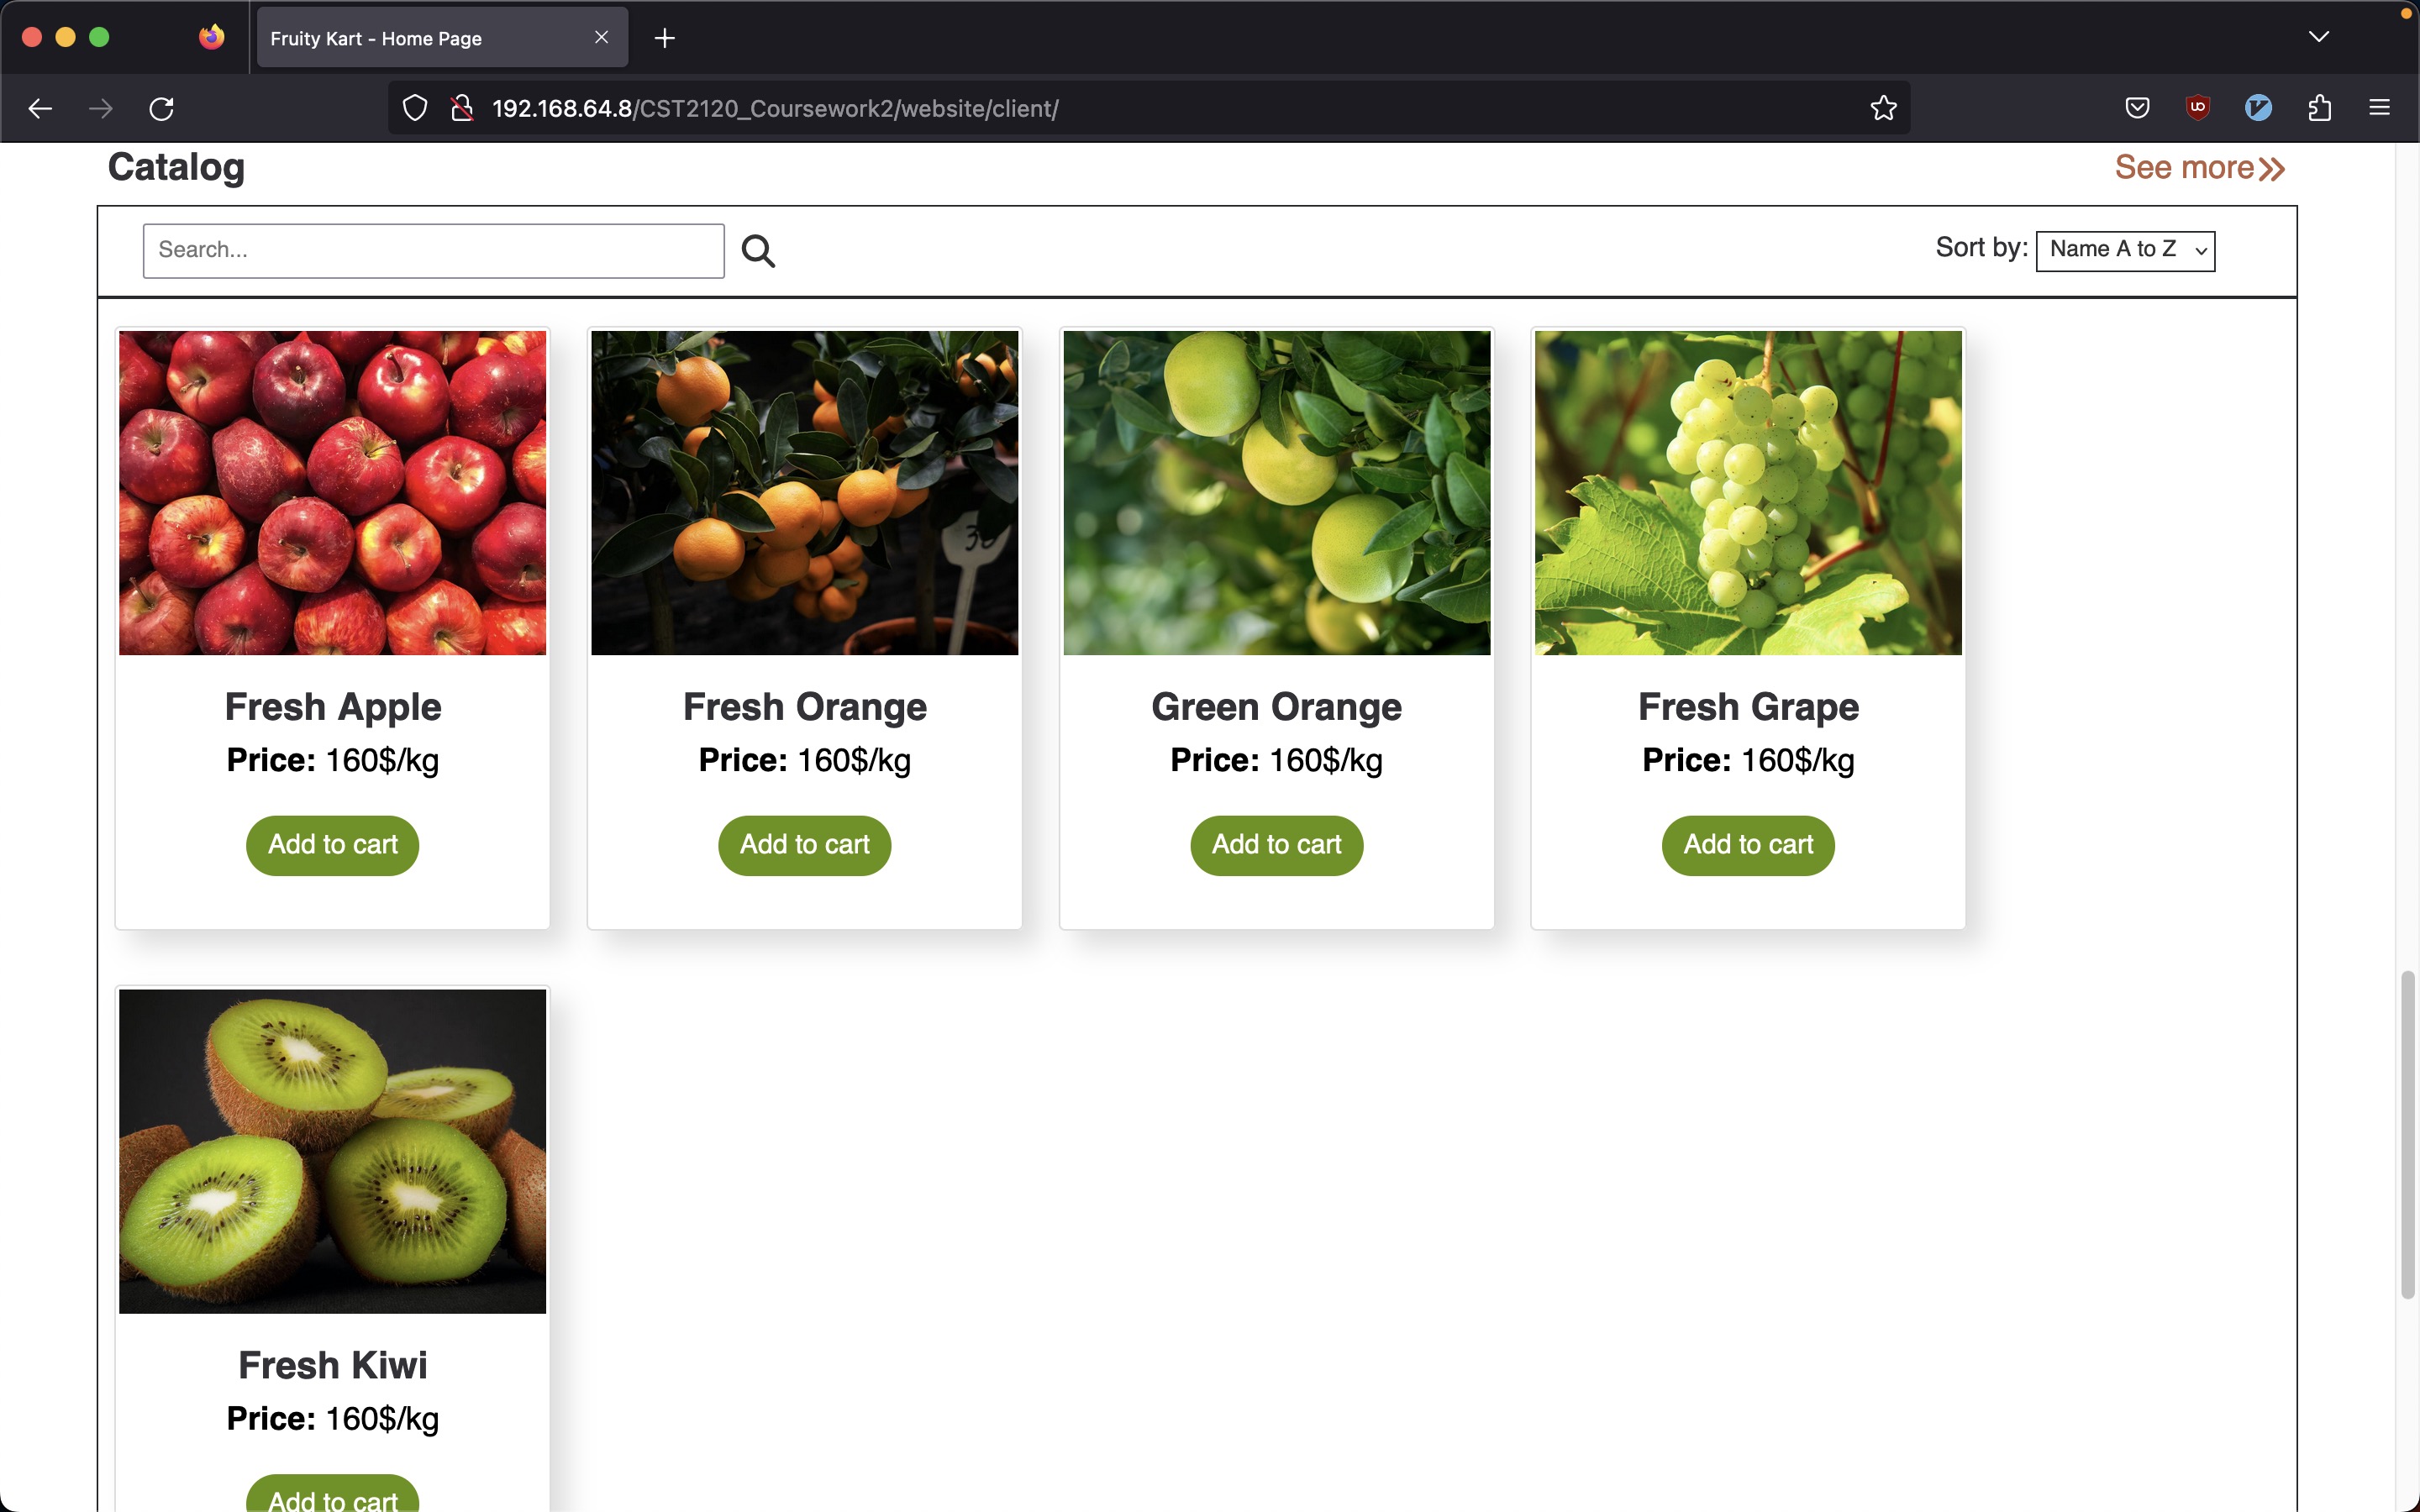 Fruity Kart - Home Page
192.168.64.8/CST2120_Coursework2/website/client/
Catalog
See more
Search...
Sort by: Name A to Z
Fresh Apple
Price: 160$/kg
Add to cart
Fresh Orange
Price: 160$/kg
Add to cart
Green Orange
Price: 160$/kg
Add to cart
Fresh Grape
Price: 160$/kg
Add to cart
Fresh Kiwi
Price: 160$/kg
Add to cart